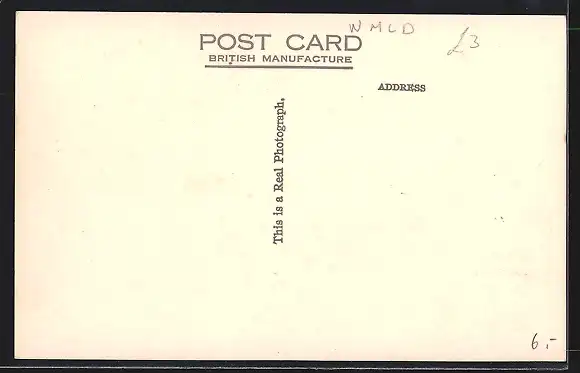 W M L D
£3
POST CARD
BRITISH MANUFACTURE
ADDRESS
This is a Real Photograph.
6,-